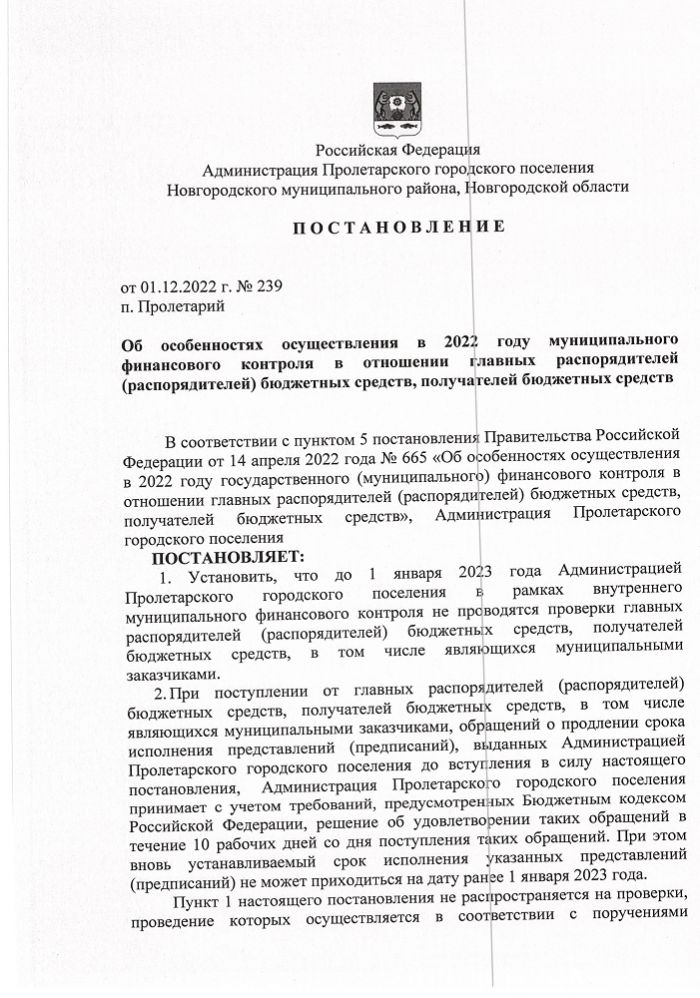 Российская Федерация
Администрация Пролетарского городского поселения
Новгородского муниципального района, Новгородской области
ПОСТАНОВЛЕНИЕ
от 01.12.2022 г. № 239
п. Пролетарий
Об особенностях осуществления в 2022 году муниципального
финансового контроля в отношении главных распорядителей
(распорядителей) бюджетных средств, получателей бюджетных средств
В соответствии с пунктом 5 постановления Правительства Российской
Федерации от 14 апреля 2022 года № 665 «Об особенностях осуществления
в 2022 году государственного (муниципального) финансового контроля в
отношении главных распорядителей (распорядителей) бюджетных средств,
получателей бюджетных средств», Администрация Пролетарского
городского поселения
ПОСТАНОВЛЯЕТ:
1. Установить, что до 1 января 2023 года Администрацией
Пролетарского городского поселения в рамках внутреннего
муниципального финансового контроля не проводятся проверки главных
распорядителей (распорядителей) бюджетных средств, получателей
бюджетных средств, в том числе являющихся муниципальными
заказчиками.
2. При поступлении от главных распорядителей (распорядителей)
бюджетных средств, получателей бюджетных средств, в том числе
являющихся муниципальными заказчиками, обращений о продлении срока
исполнения представлений (предписаний), выданных Администрацией
Пролетарского городского поселения до вступления в силу настоящего
постановления, Администрация Пролетарского городского поселения
принимает с учетом требований, предусмотренных Бюджетным кодексом
Российской Федерации, решение об удовлетворении таких обращений в
течение 10 рабочих дней со дня поступления таких обращений. При этом
вновь устанавливаемый срок исполнения указанных представлений
(предписаний) не может приходиться на дату ранее 1 января 2023 года.
Пункт 1 настоящего постановления не распространяется на проверки,
проведение которых осуществляется в соответствии с поручениями